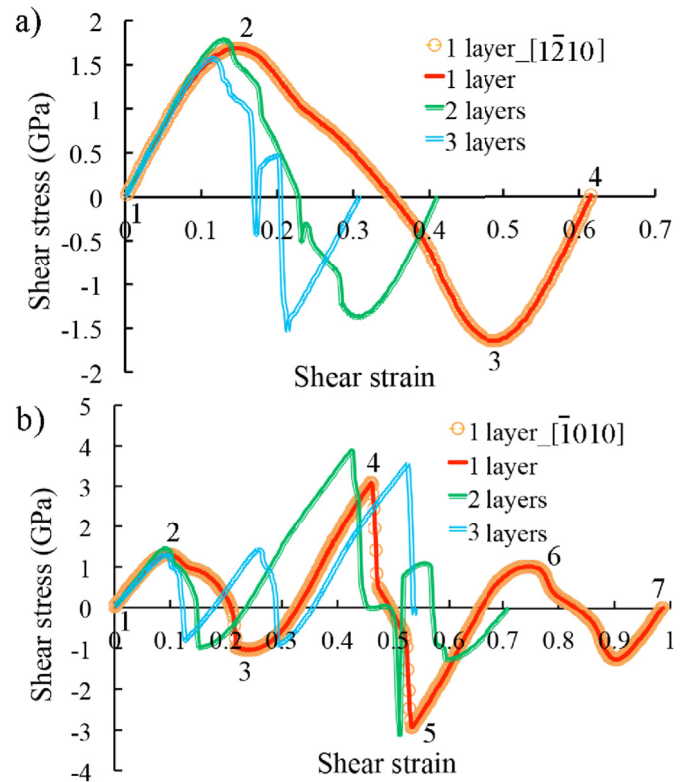 a)
Shear stress (GPa)
2
1.5
1
0.5
0
-0.5
-1
-1.5
-2
0 0.1 0.2 0.3 0.4 0.5 0.6 0.7
Shear strain
1 2 3 4
1 layer_[1̄210]
1 layer
2 layers
3 layers
b)
Shear stress (GPa)
5
4
3
2
1
0
-1
-2
-3
-4
0 0.1 0.2 0.3 0.4 0.5 0.6 0.7 0.8 0.9 1
Shear strain
1 2 3 4 5 6 7
1 layer_[1̄010]
1 layer
2 layers
3 layers